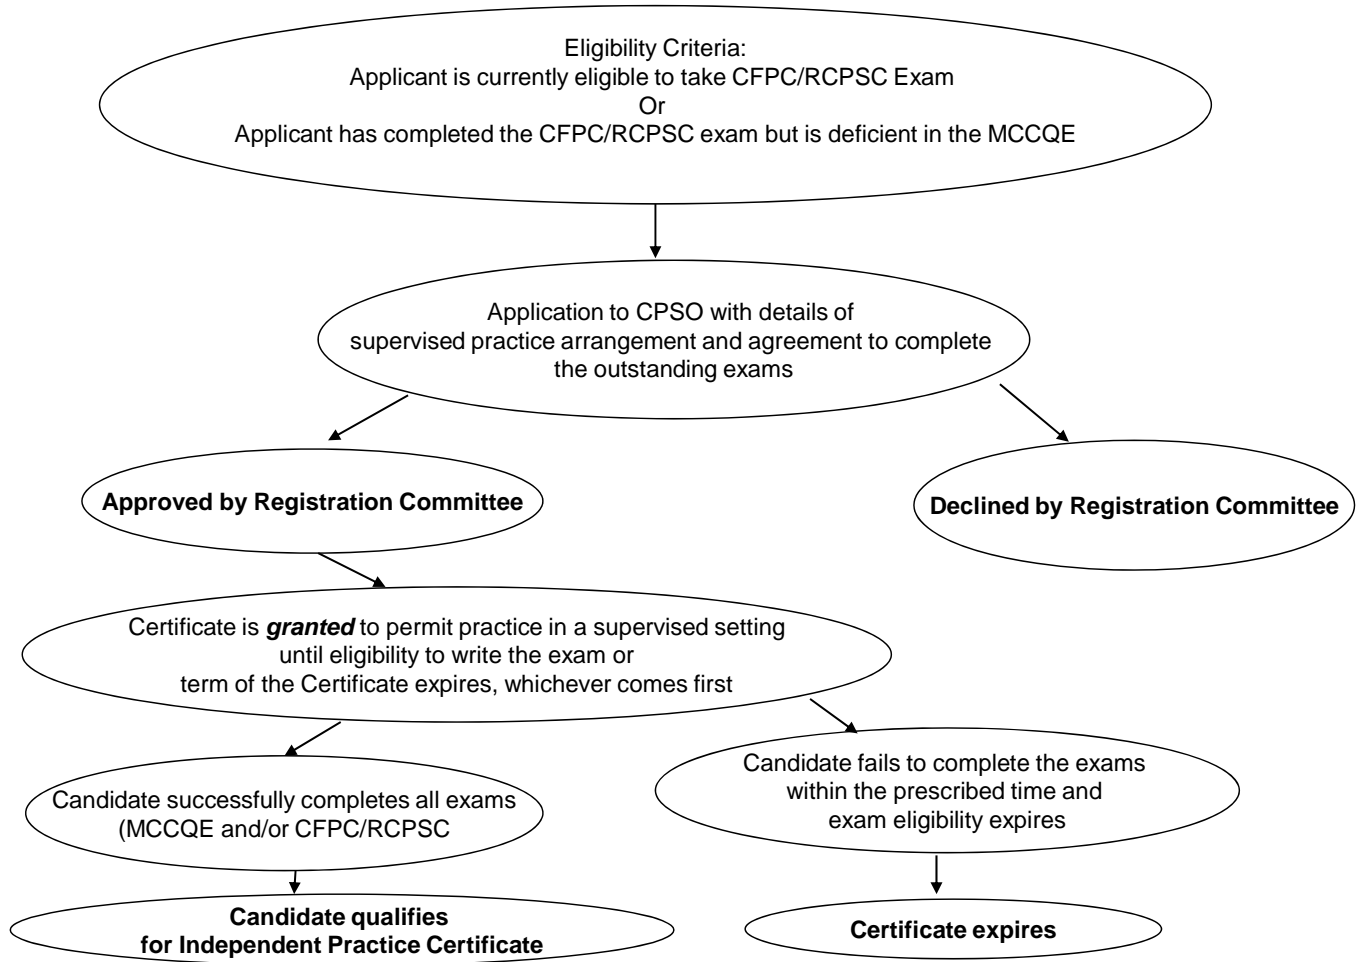 Eligibility Criteria:
Applicant is currently eligible to take CFPC/RCPSC Exam
Or
Applicant has completed the CFPC/RCPSC exam but is deficient in the MCCQE
Application to CPSO with details of
supervised practice arrangement and agreement to complete
the outstanding exams
Approved by Registration Committee
Declined by Registration Committee
Certificate is granted to permit practice in a supervised setting
until eligibility to write the exam or
term of the Certificate expires, whichever comes first
Candidate successfully completes all exams
(MCCQE and/or CFPC/RCPSC
Candidate fails to complete the exams
within the prescribed time and
exam eligibility expires
Candidate qualifies
for Independent Practice Certificate
Certificate expires